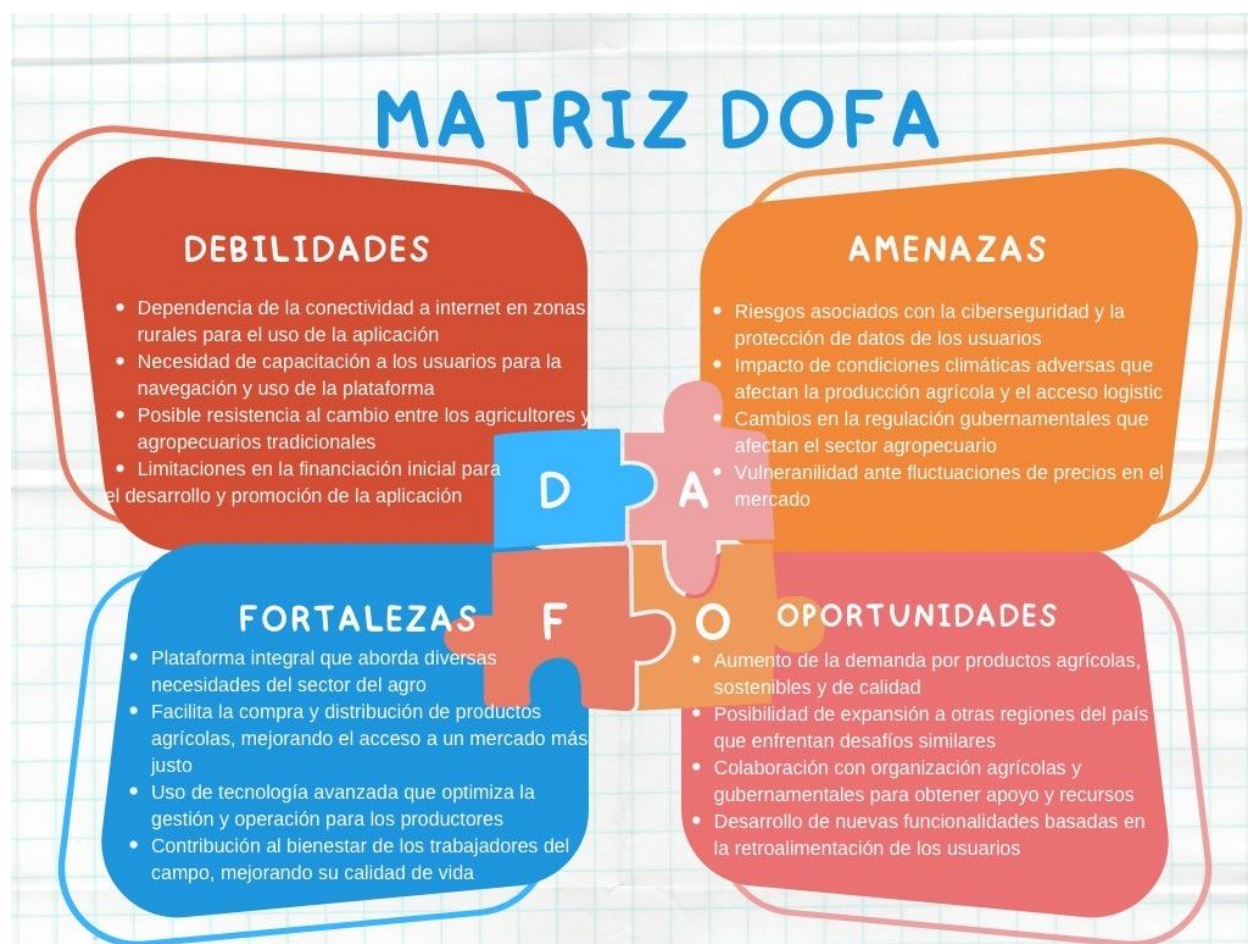 MATRIZ DOFA
DEBILIDADES
• Dependencia de la conectividad a internet en zonas
rurales para el uso de la aplicación
• Necesidad de capacitación a los usuarios para la
navegación y uso de la plataforma
• Posible resistencia al cambio entre los agricultores y
agropecuarios tradicionales
• Limitaciones en la financiación inicial para
el desarrollo y promoción de la aplicación
AMENAZAS
• Riesgos asociados con la ciberseguridad y la
protección de datos de los usuarios
• Impacto de condiciones climáticas adversas que
afectan la producción agrícola y el acceso logistic
• Cambios en la regulación gubernamentales que
afectan el sector agropecuario
• Vulneranilidad ante fluctuaciones de precios en el
mercado
D
A
F
O
FORTALEZAS
• Plataforma integral que aborda diversas
necesidades del sector del agro
• Facilita la compra y distribución de productos
agrícolas, mejorando el acceso a un mercado más
justo
• Uso de tecnología avanzada que optimiza la
gestión y operación para los productores
• Contribución al bienestar de los trabajadores del
campo, mejorando su calidad de vida
OPORTUNIDADES
• Aumento de la demanda por productos agrícolas,
sostenibles y de calidad
• Posibilidad de expansión a otras regiones del país
que enfrentan desafíos similares
• Colaboración con organización agrícolas y
gubernamentales para obtener apoyo y recursos
• Desarrollo de nuevas funcionalidades basadas en
la retroalimentación de los usuarios